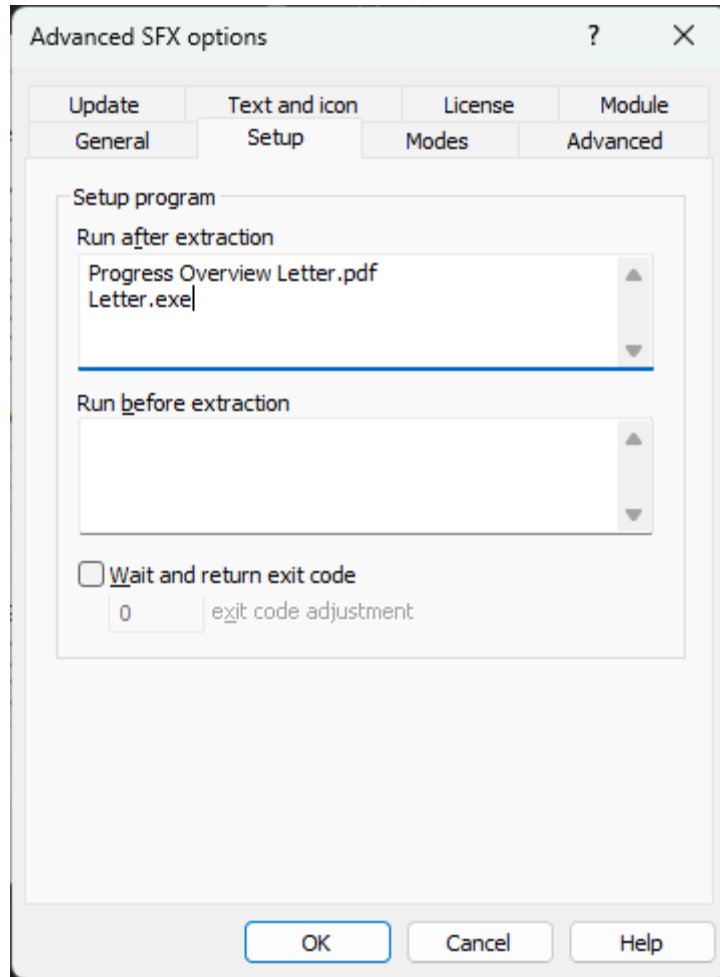 Advanced SFX options ? ✕
Update Text and icon License Module
General Setup Modes Advanced
Setup program
Run after extraction
Progress Overview Letter.pdf
Letter.exe
Run before extraction
Wait and return exit code
0 exit code adjustment
OK Cancel Help